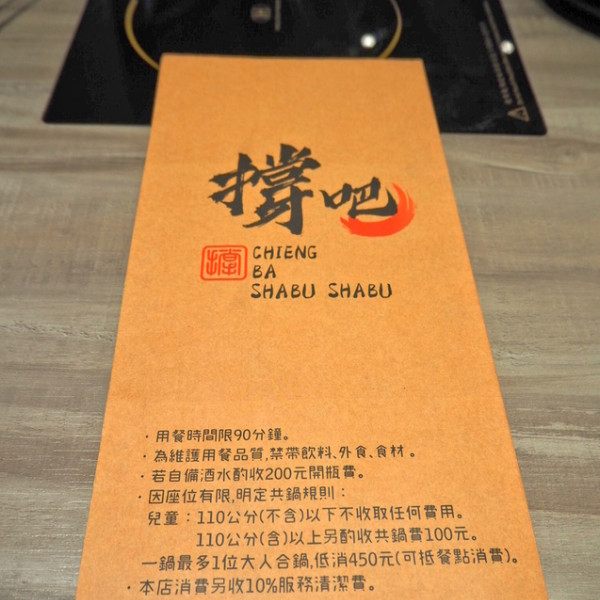 撐吧
撐
CHIENG
BA
SHABU SHABU
· 用餐時間限90分鐘。
· 為維護用餐品質,禁帶飲料、外食、食材。
· 若自備酒水酌收200元開瓶費。
· 因座位有限,明定共鍋規則：
兒童：110公分(不含)以下不收取任何費用。
110公分(含)以上另酌收共鍋費100元。
一鍋最多1位大人合鍋,低消450元(可抵餐點消費)。
· 本店消費另收10%服務清潔費。